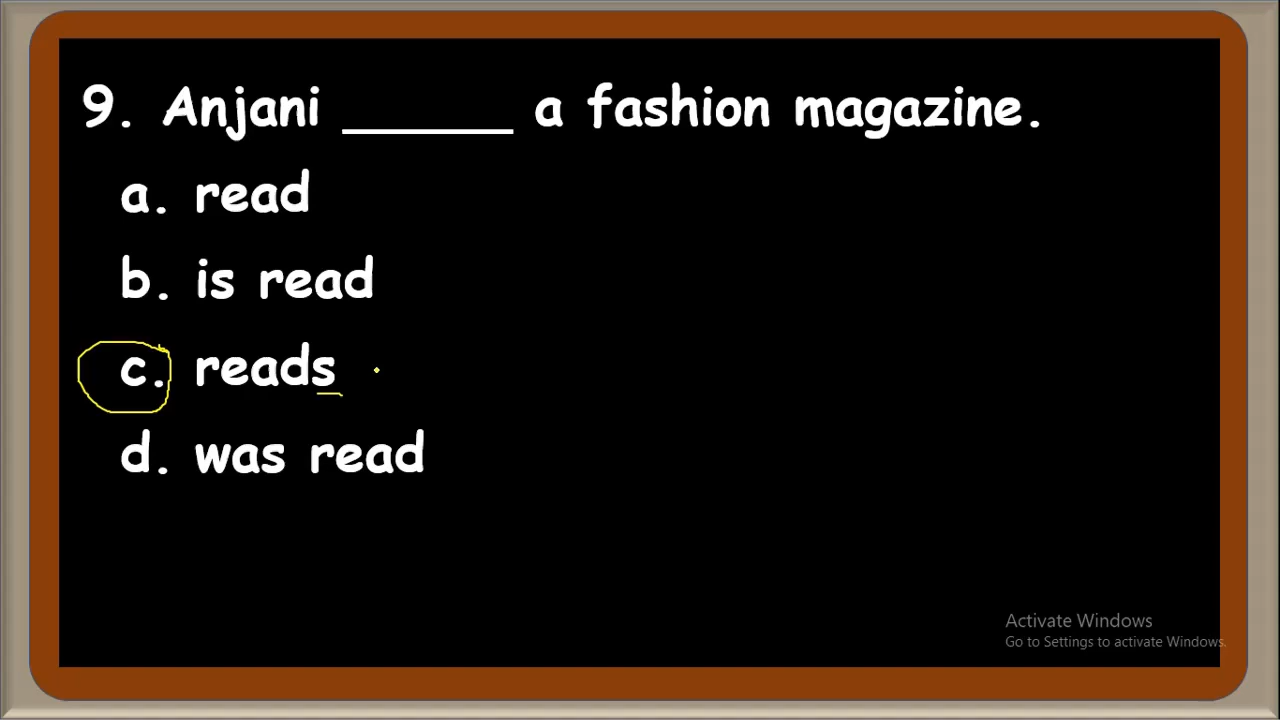 9. Anjani ______ a fashion magazine.
a. read
b. is read
c. reads
d. was read
Activate Windows
Go to Settings to activate Windows.